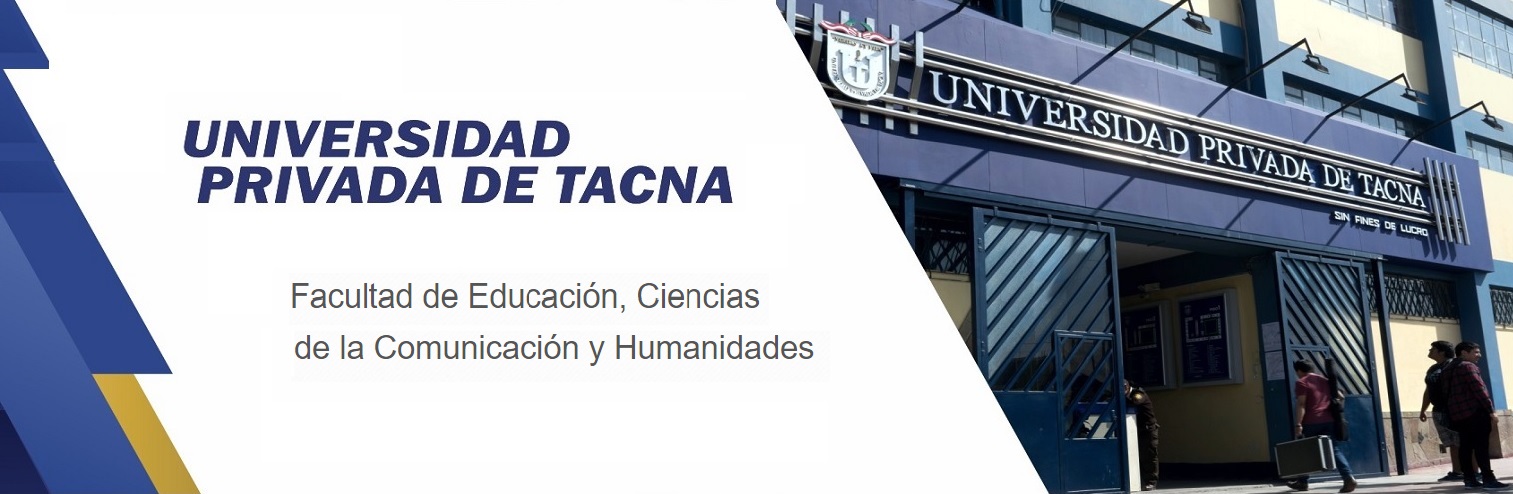 UNIVERSIDAD
PRIVADA DE TACNA
Facultad de Educación, Ciencias
de la Comunicación y Humanidades
UNIVERSIDAD PRIVADA DE TACNA
SIN FINES DE LUCRO